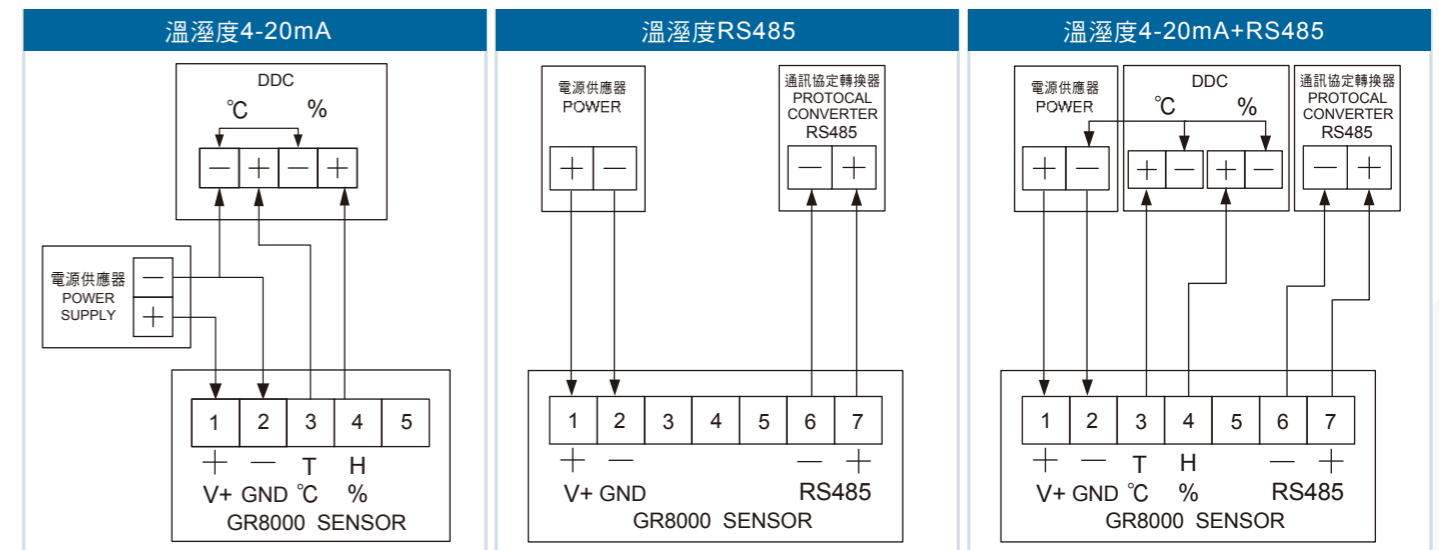 溫溼度4-20mA
DDC
℃ %
− + − +
電源供應器
POWER
SUPPLY
−
+
1 2 3 4 5
+ − T H
V+ GND ℃ %
GR8000 SENSOR
溫溼度RS485
電源供應器
POWER
+ −
通訊協定轉換器
PROTOCAL
CONVERTER
RS485
− +
1 2 3 4 5 6 7
+ − − +
V+ GND RS485
GR8000 SENSOR
溫溼度4-20mA+RS485
電源供應器
POWER
+ −
DDC
℃ %
+ − + −
通訊協定轉換器
PROTOCAL
CONVERTER
RS485
− +
1 2 3 4 5 6 7
+ − T H − +
V+ GND ℃ % RS485
GR8000 SENSOR